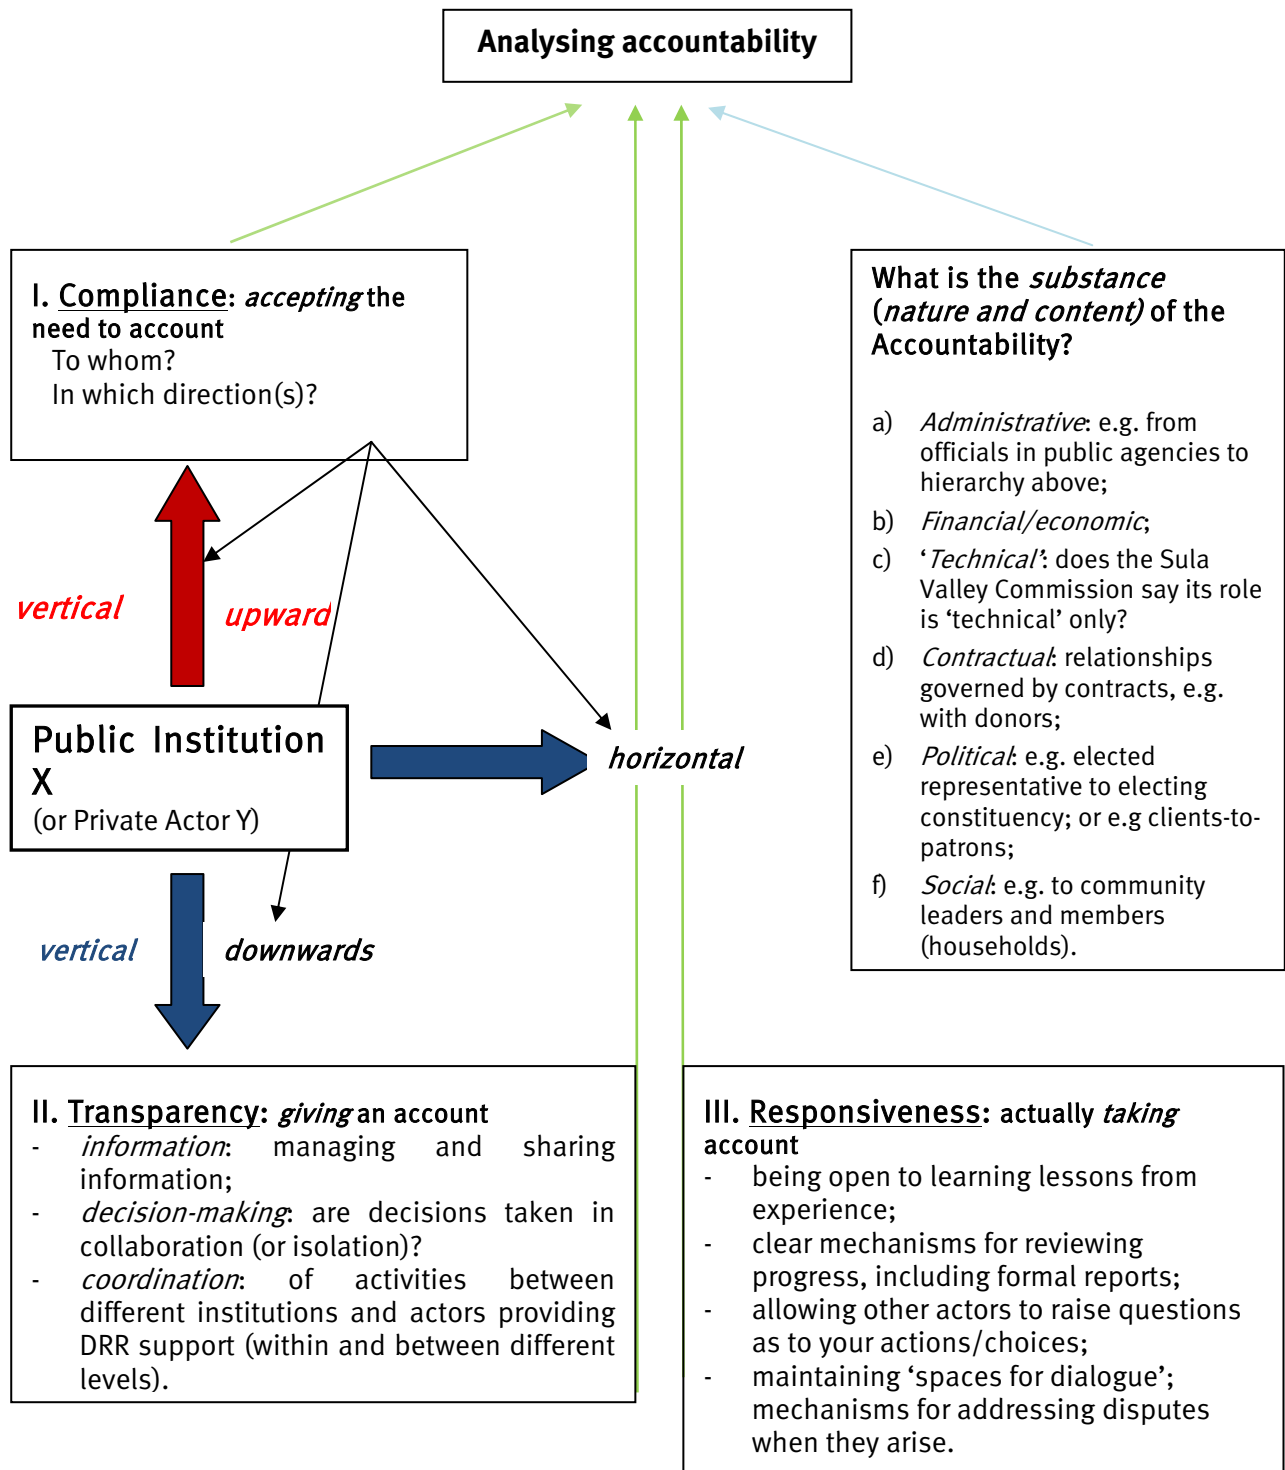 Analysing accountability
I. Compliance: accepting the
need to account
To whom?
In which direction(s)?
What is the substance
(nature and content) of the
Accountability?
a) Administrative: e.g. from
officials in public agencies to
hierarchy above;
b) Financial/economic;
c) ‘Technical’: does the Sula
Valley Commission say its role
is ‘technical’ only?
d) Contractual: relationships
governed by contracts, e.g.
with donors;
e) Political: e.g. elected
representative to electing
constituency; or e.g clients-to-
patrons;
f) Social: e.g. to community
leaders and members
(households).
vertical upward
Public Institution
X
(or Private Actor Y)
horizontal
vertical downwards
II. Transparency: giving an account
- information: managing and sharing
information;
- decision-making: are decisions taken in
collaboration (or isolation)?
- coordination: of activities between
different institutions and actors providing
DRR support (within and between different
levels).
III. Responsiveness: actually taking
account
- being open to learning lessons from
experience;
- clear mechanisms for reviewing
progress, including formal reports;
- allowing other actors to raise questions
as to your actions/choices;
- maintaining ‘spaces for dialogue’;
mechanisms for addressing disputes
when they arise.